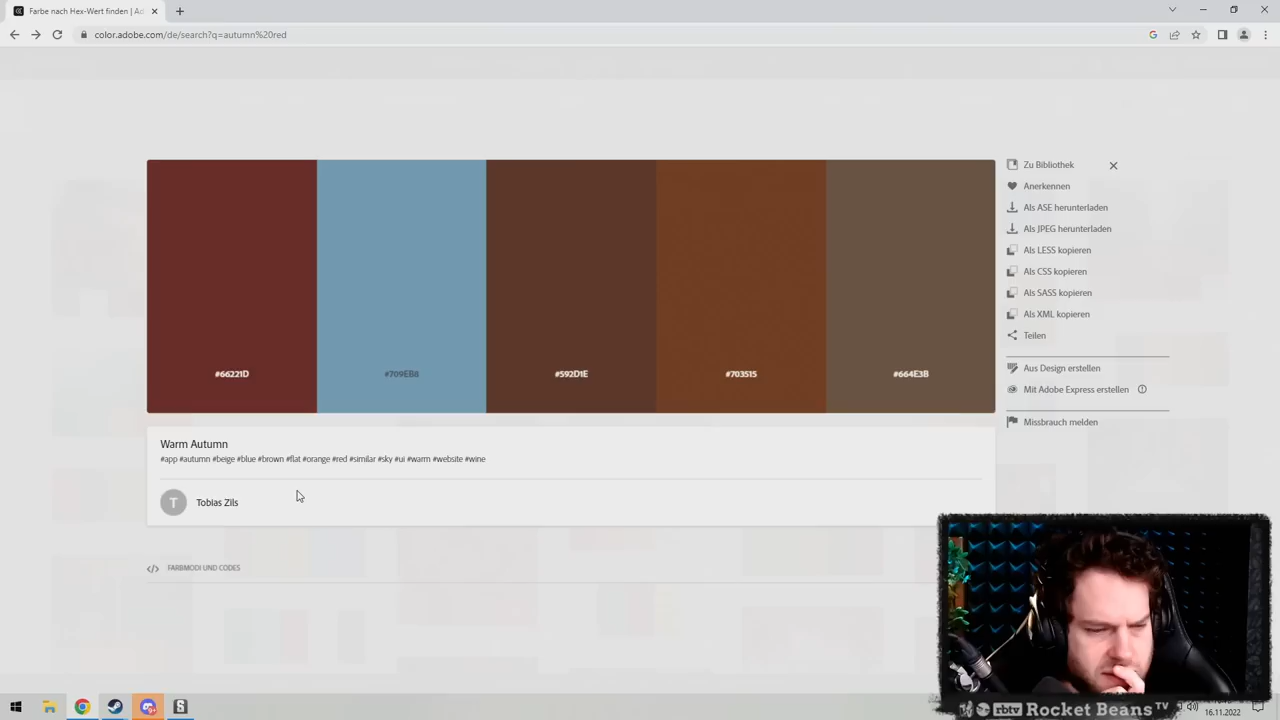 Farbe nach Hex-Wert finden | Ad
color.adobe.com/de/search?q=autumn%20red
#66221D
#709EB8
#592D1E
#703515
#664E3B
Zu Bibliothek
Anerkennen
Als ASE herunterladen
Als JPEG herunterladen
Als LESS kopieren
Als CSS kopieren
Als SASS kopieren
Als XML kopieren
Teilen
Aus Design erstellen
Mit Adobe Express erstellen
Missbrauch melden
Warm Autumn
#app #autumn #beige #blue #brown #flat #orange #red #similar #sky #ui #warm #website #wine
T
Tobias Zils
</> FARBMODI UND CODES
rbtv ROCKET BEANS TV
16.11.2022